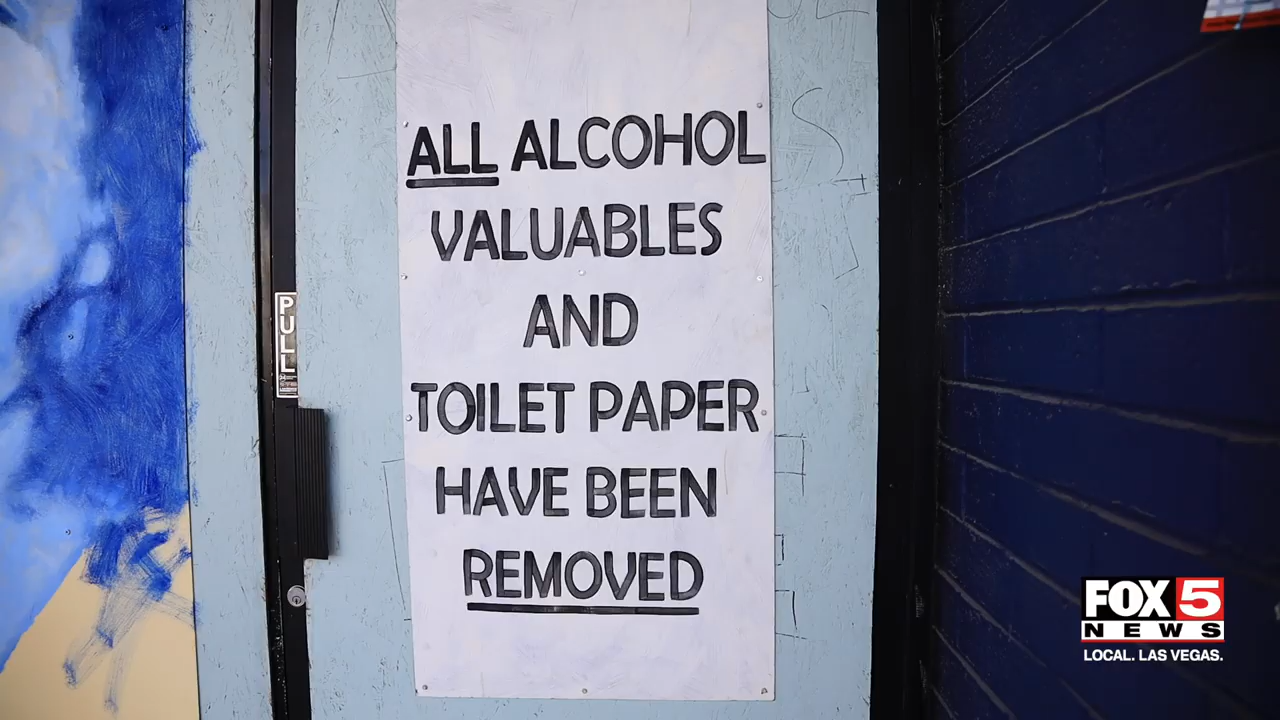 ALL ALCOHOL
VALUABLES
AND
TOILET PAPER
HAVE BEEN
REMOVED
PULL
FOX 5
NEWS
LOCAL. LAS VEGAS.